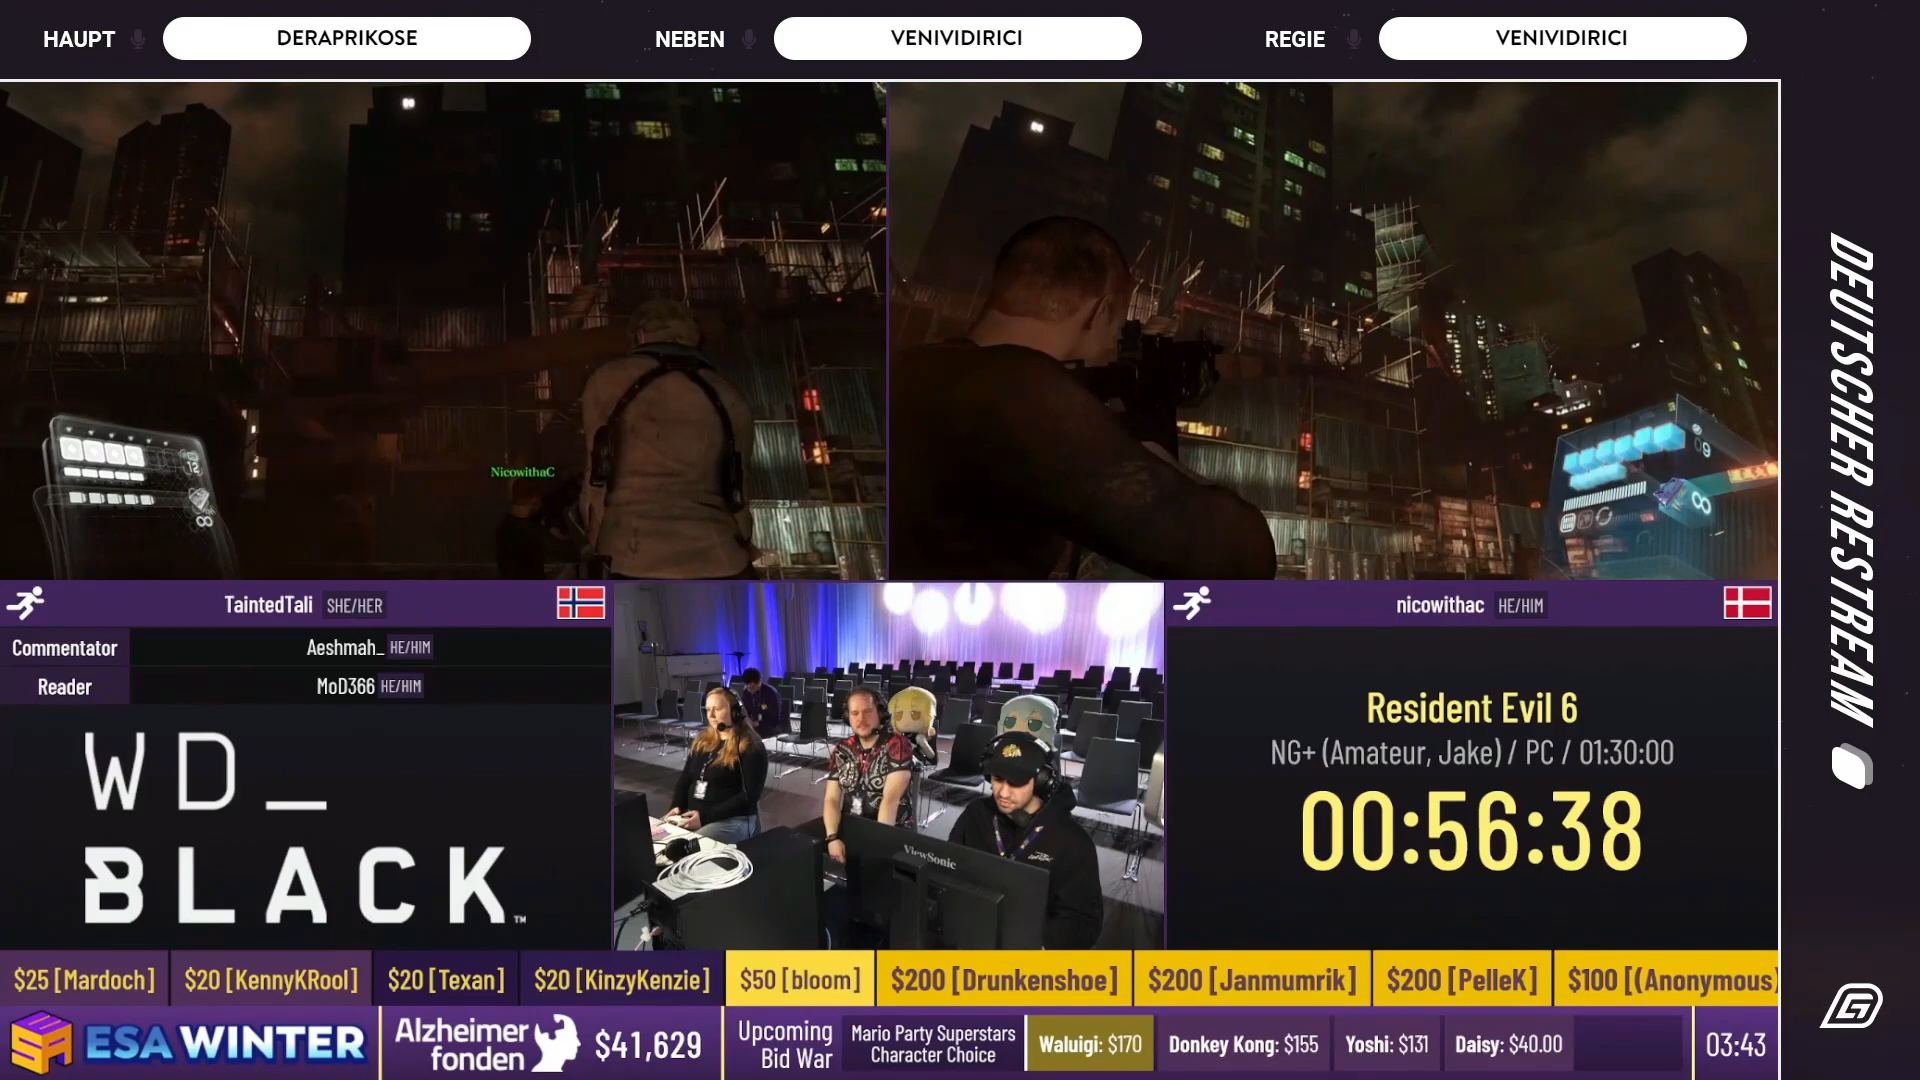 HAUPT
DERAPRIKOSE
NEBEN
VENIVIDIRICI
REGIE
VENIVIDIRICI
DEUTSCHER RESTREAM
12
NicowithaC
TaintedTali SHE/HER
Commentator
Aeshmah_ HE/HIM
Reader
MoD366 HE/HIM
WD_
BLACK™
ViewSonic
nicowithac HE/HIM
Resident Evil 6
NG+ (Amateur, Jake) / PC / 01:30:00
00:56:38
$25 [Mardoch]
$20 [KennyKRool]
$20 [Texan]
$20 [KinzyKenzie]
$50 [bloom]
$200 [Drunkenshoe]
$200 [Janmumrik]
$200 [PelleK]
$100 [(Anonymous)
ESA WINTER
Alzheimer
fonden
$41,629
Upcoming
Bid War
Mario Party Superstars
Character Choice
Waluigi: $170
Donkey Kong: $155
Yoshi: $131
Daisy: $40.00
03:43